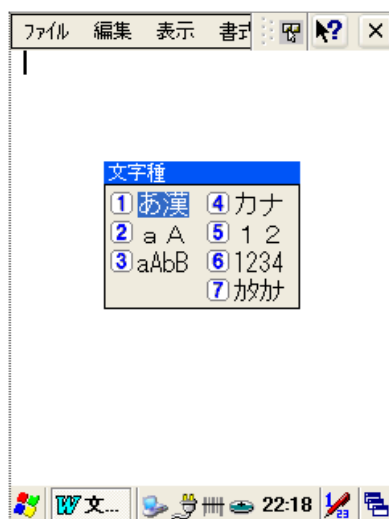 ﾌｧｲﾙ 編集 表示 書式
文字種
1 あ漢 4 カナ
2 ａＡ 5 １２
3 aAbB 6 1234
7 ｶﾀｶﾅ
文... 22:18